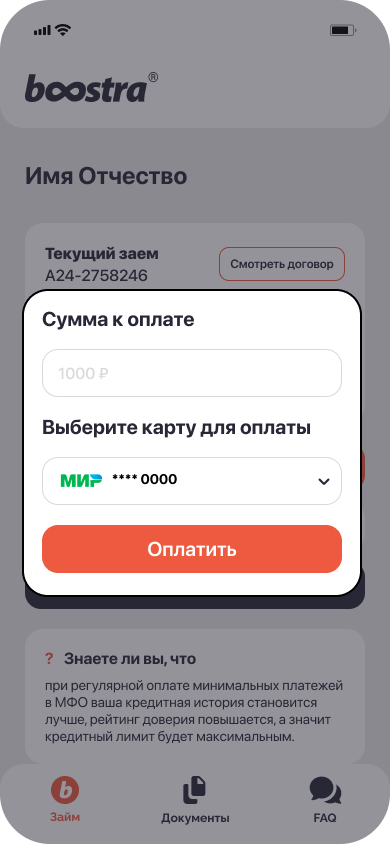 boostra®
Имя Отчество
Текущий заем
A24-2758246
Смотреть договор
Сумма к оплате
1000 ₽
Выберите карту для оплаты
МИР **** 0000
Оплатить
? Знаете ли вы, что
при регулярной оплате минимальных платежей
в МФО ваша кредитная история становится
лучше, рейтинг доверия повышается, а значит
кредитный лимит будет максимальным.
b
Займ
Документы
FAQ